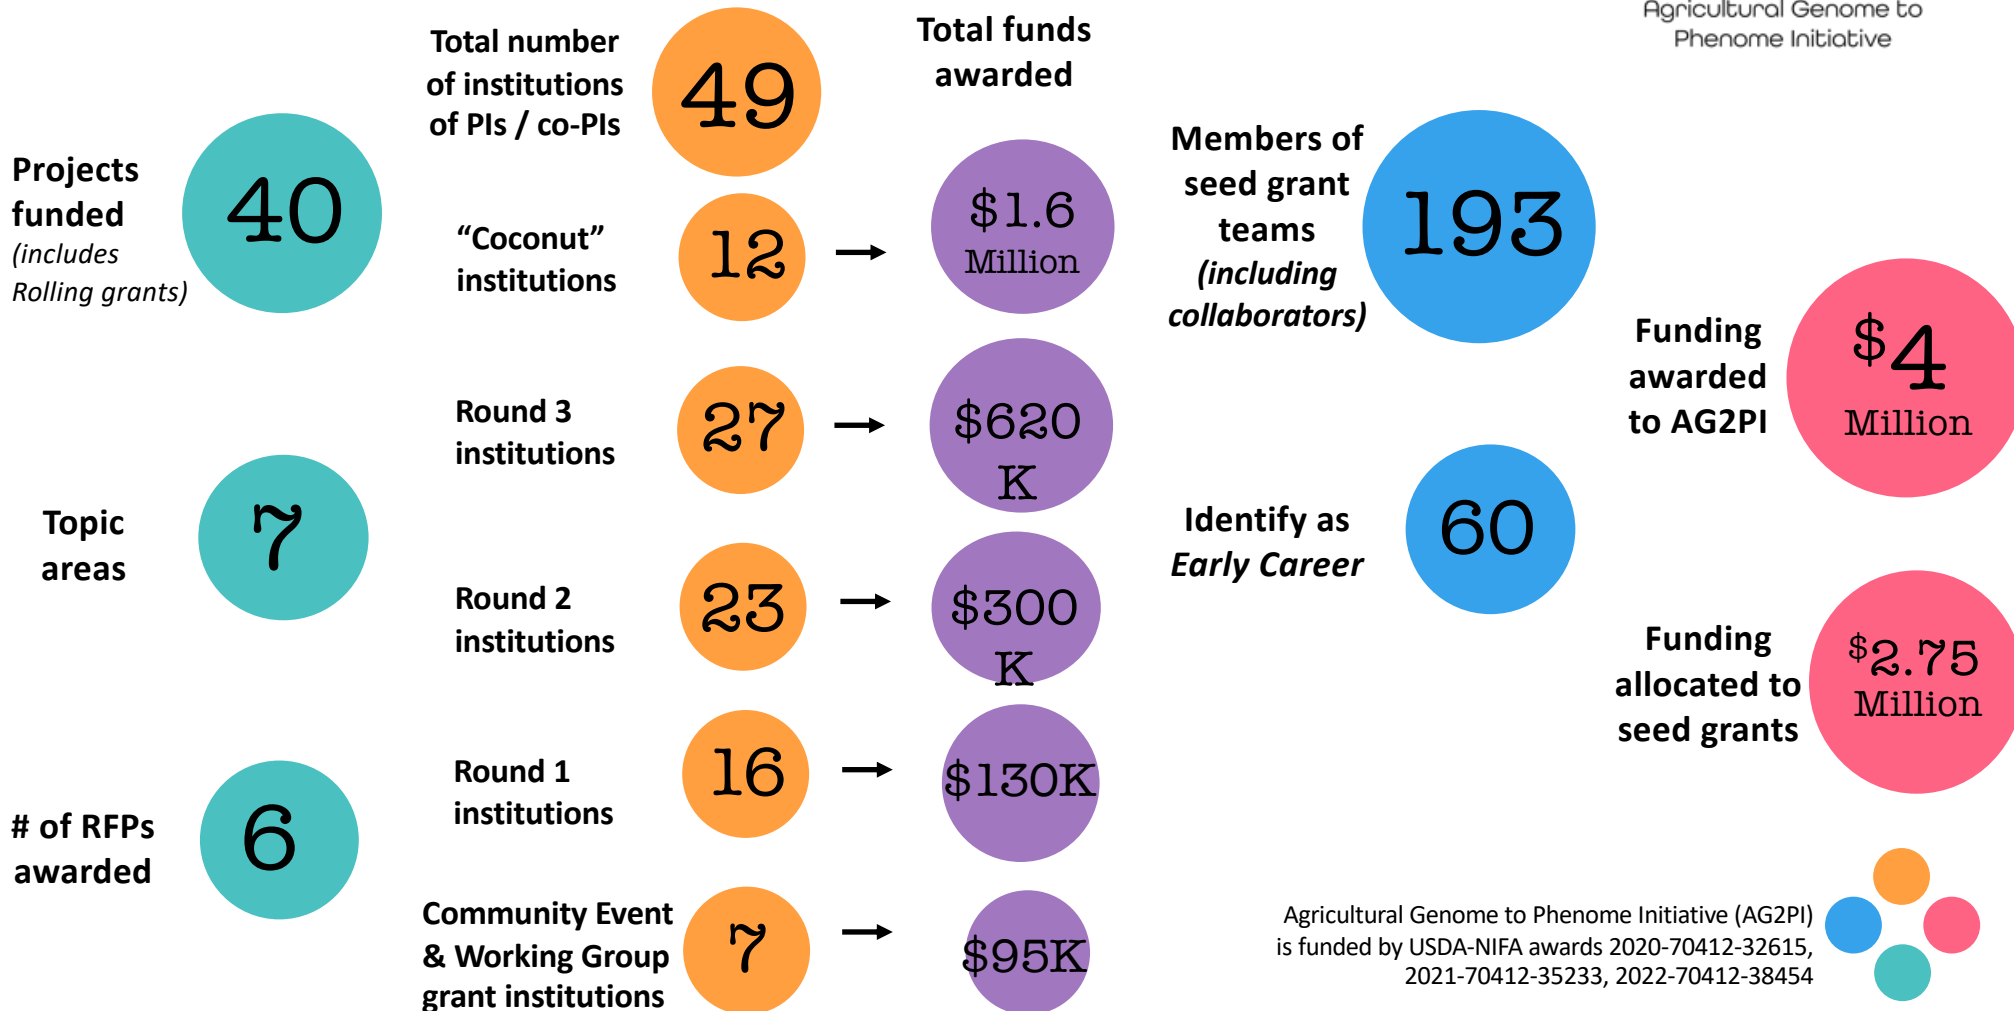 Agricultural Genome to
Phenome Initiative
Projects
funded
(includes
Rolling grants)
40
Topic
areas
7
# of RFPs
awarded
6
Total number
of institutions
of PIs / co-PIs
49
Total funds
awarded
“Coconut”
institutions
12
$1.6
Million
Round 3
institutions
27
$620
K
Round 2
institutions
23
$300
K
Round 1
institutions
16
$130K
Community Event
& Working Group
grant institutions
7
$95K
Members of
seed grant
teams
(including
collaborators)
193
Identify as
Early Career
60
Funding
awarded
to AG2PI
$4
Million
Funding
allocated to
seed grants
$2.75
Million
Agricultural Genome to Phenome Initiative (AG2PI)
is funded by USDA-NIFA awards 2020-70412-32615,
2021-70412-35233, 2022-70412-38454